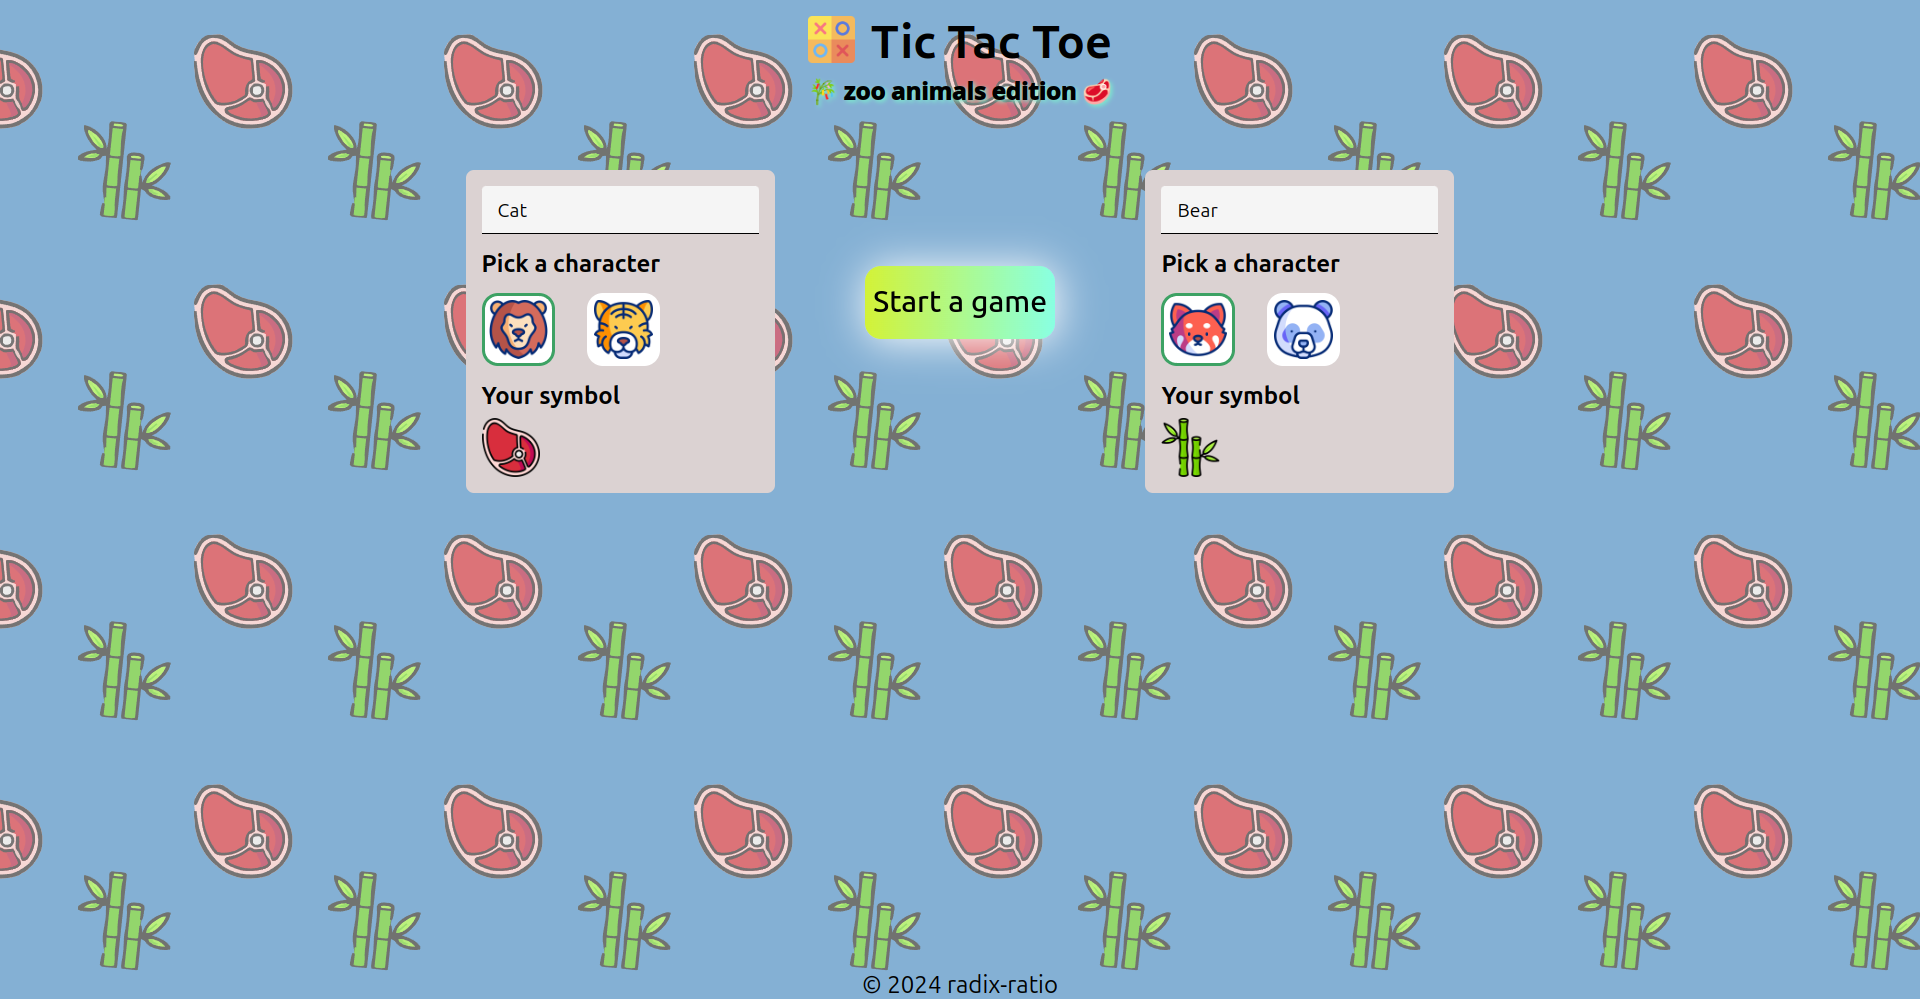 Tic Tac Toe
zoo animals edition
Cat
Pick a character
Your symbol
Start a game
Bear
Pick a character
Your symbol
© 2024 radix-ratio